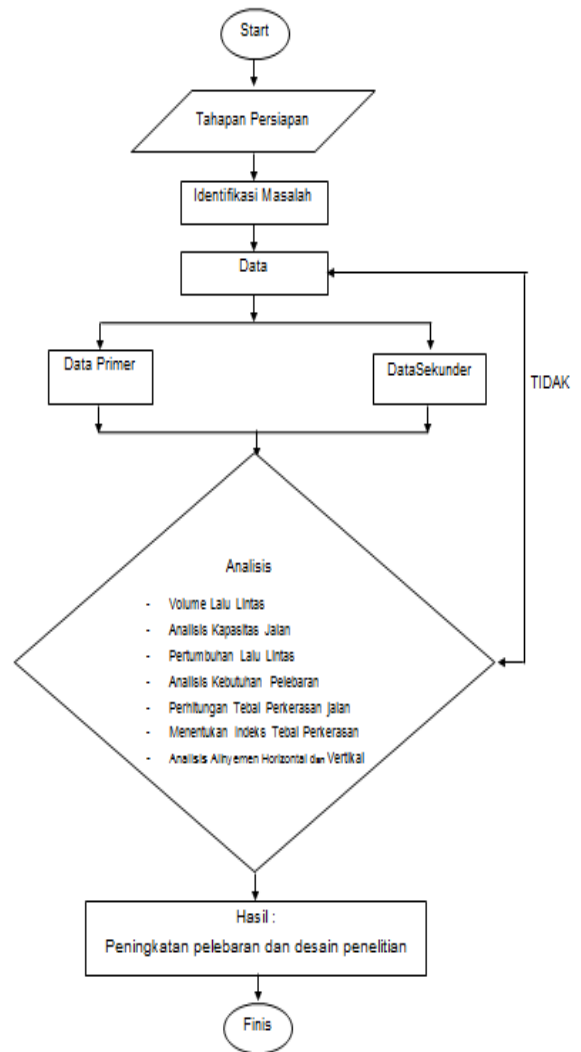 Start
Tahapan Persiapan
Identifikasi Masalah
Data
Data Primer
DataSekunder
TIDAK
Analisis
- Volume Lalu Lintas
- Analisis Kapasitas Jalan
- Pertumbuhan Lalu Lintas
- Analisis Kebutuhan Pelebaran
- Perhitungan Tebal Perkerasan jalan
- Menentukan Indeks Tebal Perkerasan
- Analisis Alihyemen Horizontal dan Vertikal
Hasil :
Peningkatan pelebaran dan desain penelitian
Finis